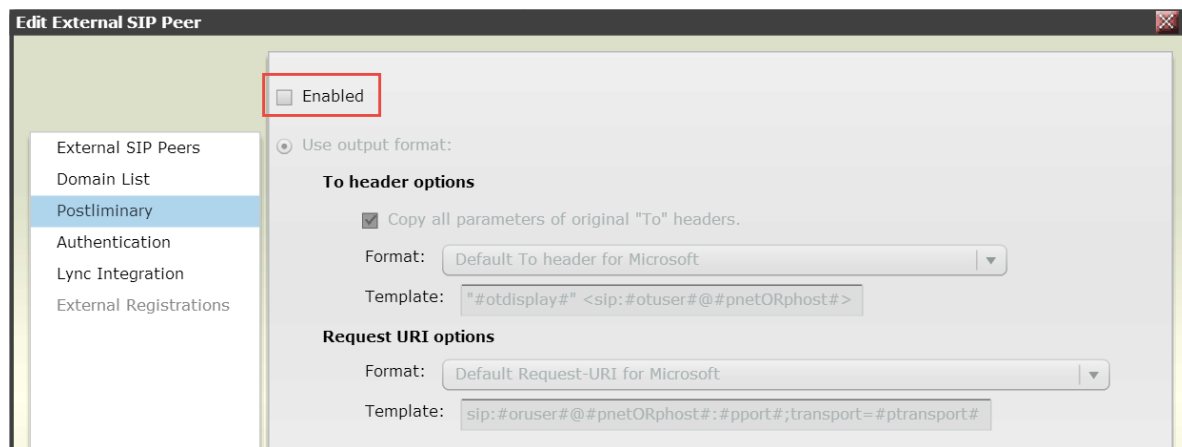 Edit External SIP Peer
Enabled
External SIP Peers
Domain List
Postliminary
Authentication
Lync Integration
External Registrations
Use output format:
To header options
Copy all parameters of original "To" headers.
Format: Default To header for Microsoft
Template: "#otdisplay#" <sip:#otuser#@#pnetORphost#>
Request URI options
Format: Default Request-URI for Microsoft
Template: sip:#oruser#@#pnetORphost#:#pport#;transport=#ptransport#